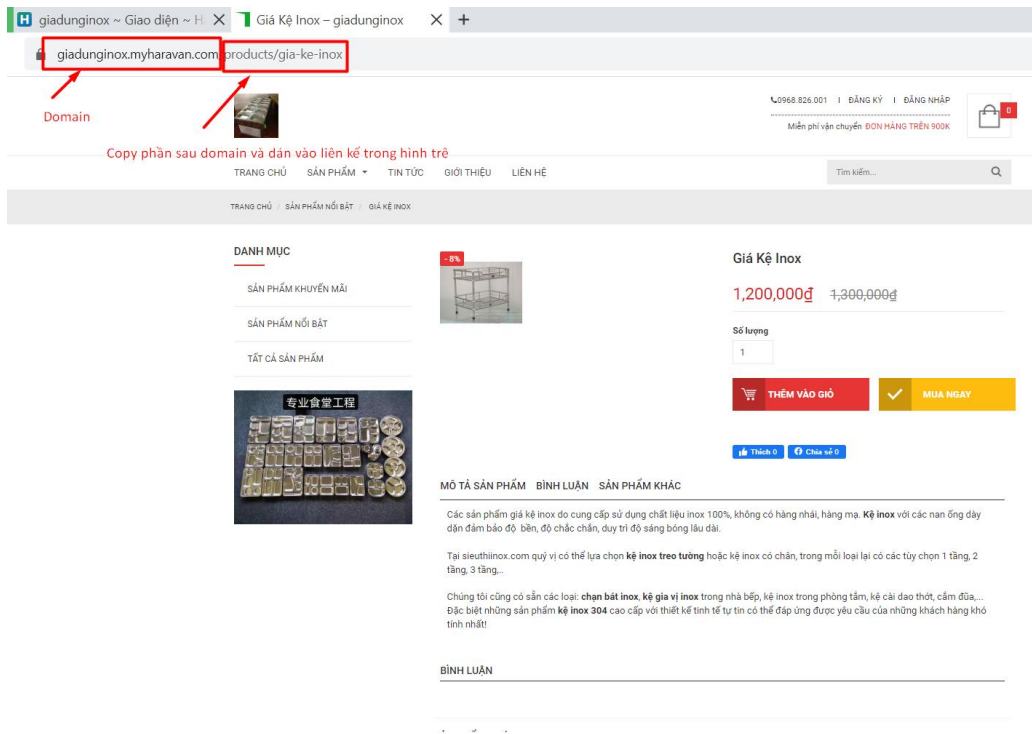 giadunginox ~ Giao diện ~ H
Giá Kệ Inox – giadunginox
giadunginox.myharavan.com/products/gia-ke-inox
Domain
Copy phần sau domain và dán vào liên kế trong hình trê
0968.826.001 I ĐĂNG KÝ I ĐĂNG NHẬP
Miễn phí vận chuyển ĐƠN HÀNG TRÊN 900K
0
TRANG CHỦ SẢN PHẨM TIN TỨC GIỚI THIỆU LIÊN HỆ
Tìm kiếm...
TRANG CHỦ / SẢN PHẨM NỔI BẬT / GIÁ KỆ INOX
DANH MỤC
SẢN PHẨM KHUYẾN MÃI
SẢN PHẨM NỔI BẬT
TẤT CẢ SẢN PHẨM
专业食堂工程
- 8%
Giá Kệ Inox
1,200,000₫ 1,300,000₫
Số lượng
1
THÊM VÀO GIỎ
MUA NGAY
Thích 0 Chia sẻ 0
MÔ TẢ SẢN PHẨM BÌNH LUẬN SẢN PHẨM KHÁC
Các sản phẩm giá kệ inox do cung cấp sử dụng chất liệu inox 100%, không có hàng nhái, hàng mạ. Kệ inox với các nan ống dày
dặn đảm bảo độ bền, độ chắc chắn, duy trì độ sáng bóng lâu dài.
Tại sieuthiinox.com quý vị có thể lựa chọn kệ inox treo tường hoặc kệ inox có chân, trong mỗi loại lại có các tùy chọn 1 tầng, 2
tầng, 3 tầng,..
Chúng tôi cũng có sẵn các loại: chạn bát inox, kệ gia vị inox trong nhà bếp, kệ inox trong phòng tắm, kệ cài dao thớt, cắm đũa,...
Đặc biệt những sản phẩm kệ inox 304 cao cấp với thiết kế tinh tế tự tin có thể đáp ứng được yêu cầu của những khách hàng khó
tính nhất!
BÌNH LUẬN